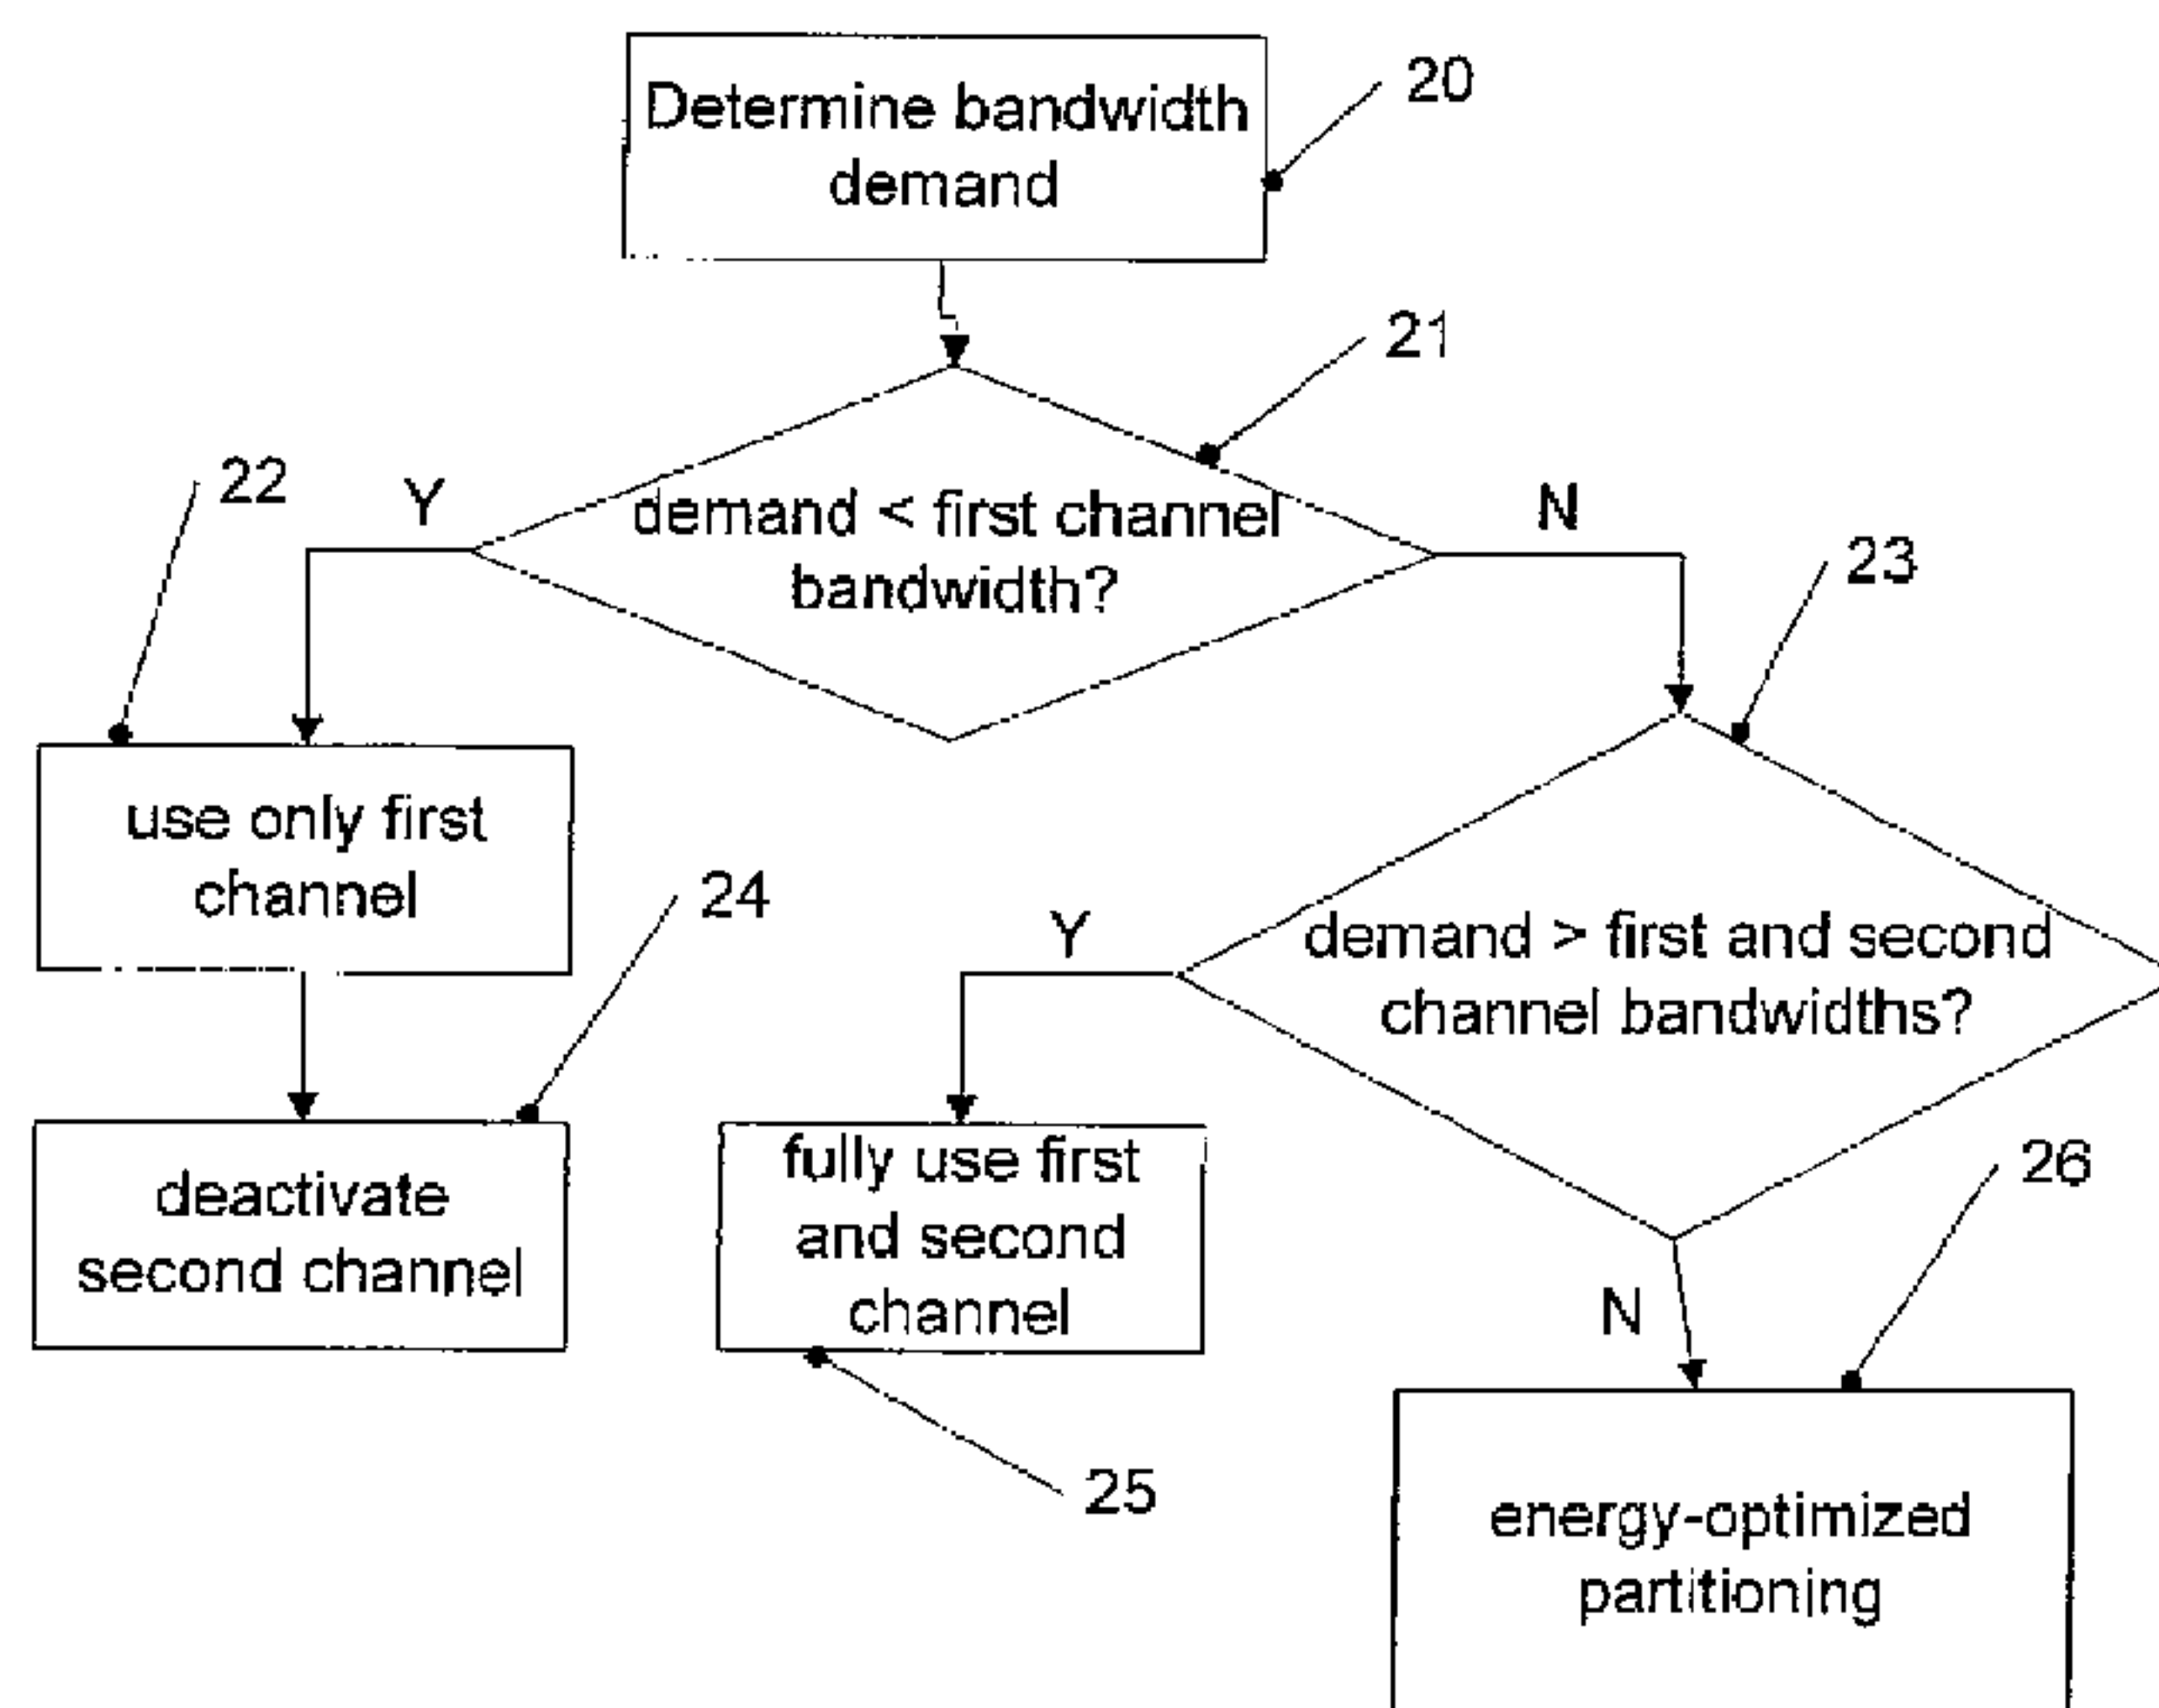 Determine bandwidth
demand
20
21
demand < first channel
bandwidth?
Y
N
22
23
use only first
channel
24
Y
demand > first and second
channel bandwidths?
deactivate
second channel
fully use first
and second
channel
25
N
26
energy-optimized
partitioning